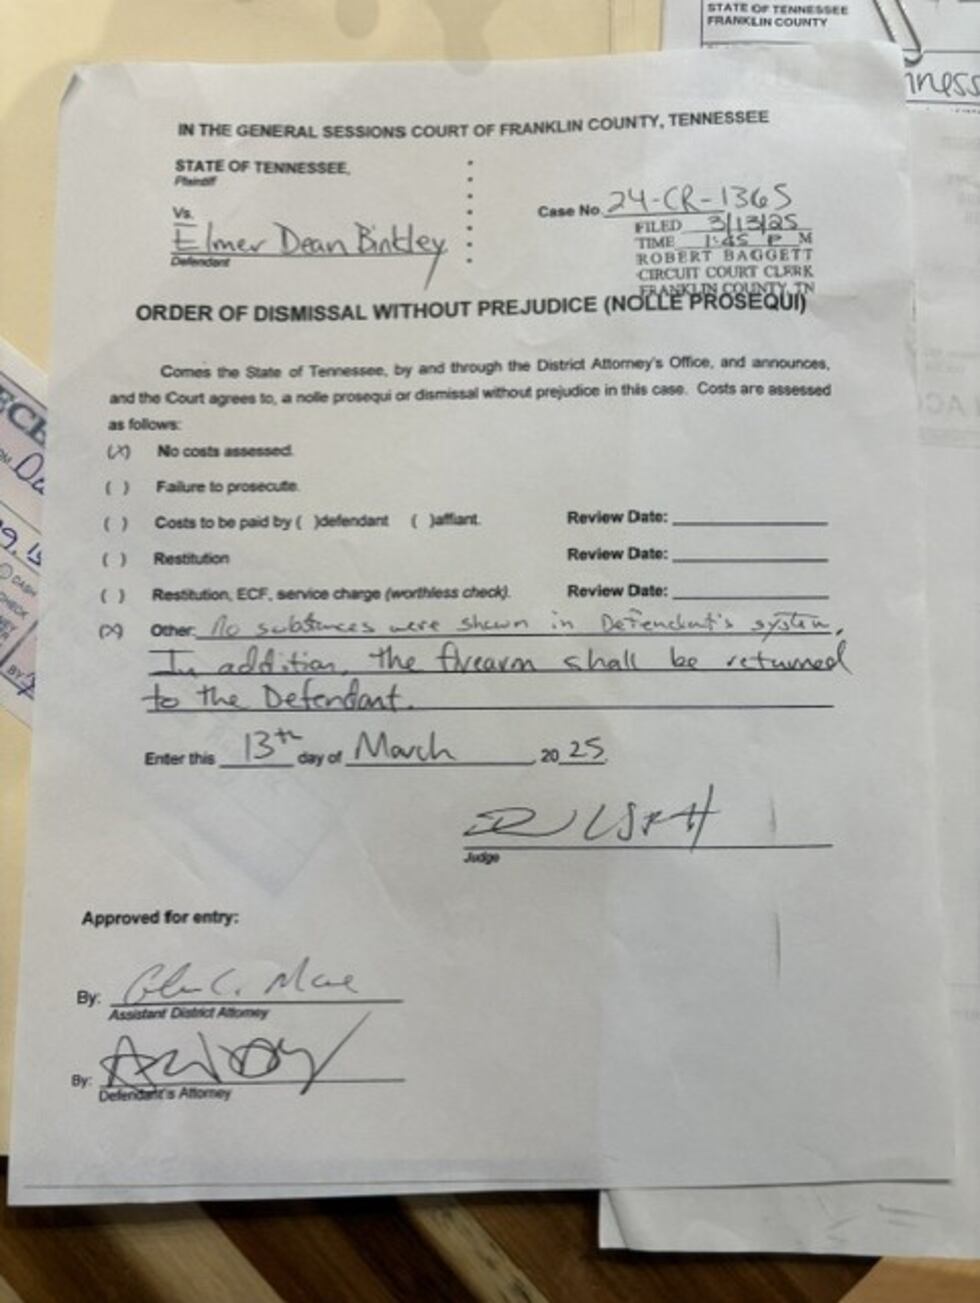 STATE OF TENNESSEE
FRANKLIN COUNTY
IN THE GENERAL SESSIONS COURT OF FRANKLIN COUNTY, TENNESSEE
STATE OF TENNESSEE,
Plaintiff
Vs.
Elmer Dean Binkley
Defendant
Case No. 24-CR-1365
FILED 3/13/25
TIME 1:45 P M
ROBERT BAGGETT
CIRCUIT COURT CLERK
FRANKLIN COUNTY, TN
ORDER OF DISMISSAL WITHOUT PREJUDICE (NOLLE PROSEQUI)
Comes the State of Tennessee, by and through the District Attorney's Office, and announces,
and the Court agrees to, a nolle prosequi or dismissal without prejudice in this case. Costs are assessed
as follows:
(X) No costs assessed.
( ) Failure to prosecute.
( ) Costs to be paid by ( )defendant ( )affiant. Review Date:
( ) Restitution Review Date:
( ) Restitution, ECF, service charge (worthless check). Review Date:
(X) Other: No substances were shown in Defendant's system.
In addition, the firearm shall be returned
to the Defendant.
Enter this 13th day of March, 2025.
Judge
Approved for entry:
By:
Assistant District Attorney
By:
Defendant's Attorney